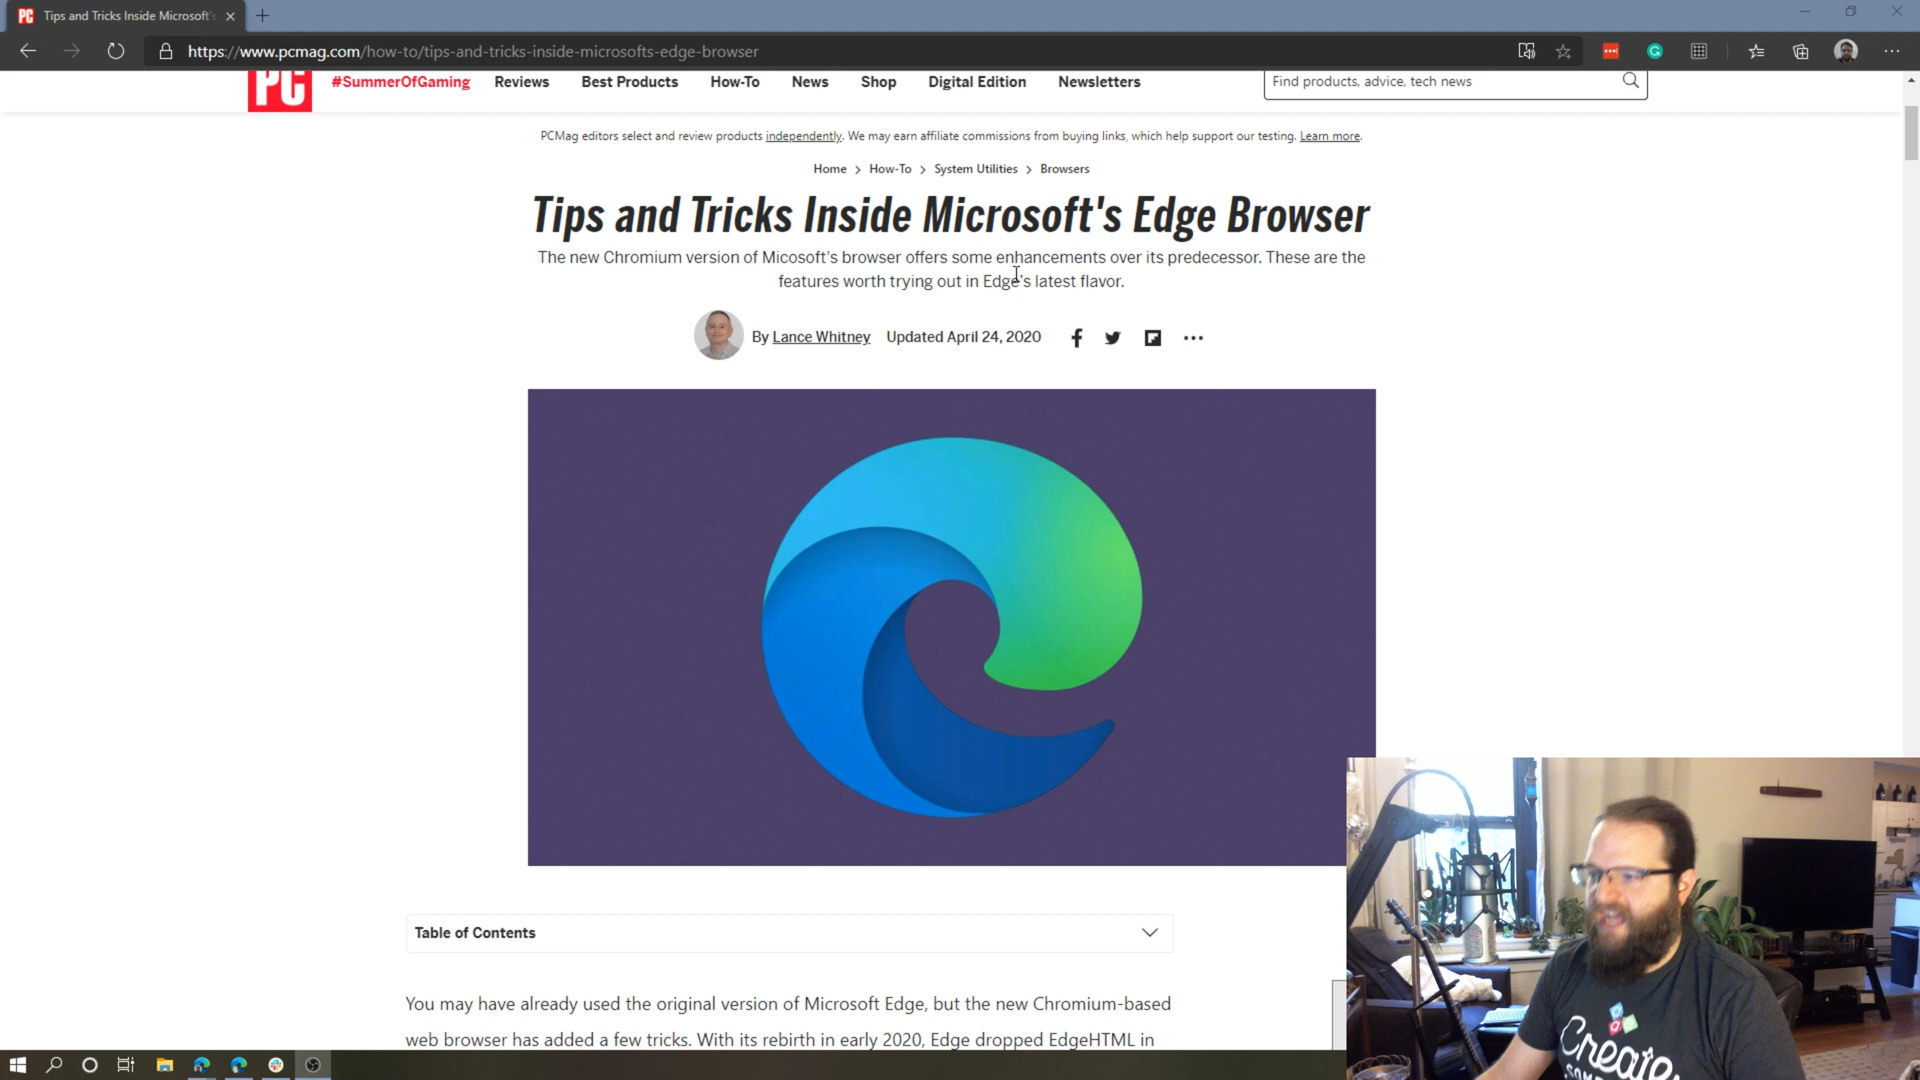 Tips and Tricks Inside Microsoft's
https://www.pcmag.com/how-to/tips-and-tricks-inside-microsofts-edge-browser
PC
#SummerOfGaming
Reviews
Best Products
How-To
News
Shop
Digital Edition
Newsletters
Find products, advice, tech news
PCMag editors select and review products independently. We may earn affiliate commissions from buying links, which help support our testing. Learn more.
Home > How-To > System Utilities > Browsers
Tips and Tricks Inside Microsoft's Edge Browser
The new Chromium version of Micosoft's browser offers some enhancements over its predecessor. These are the
features worth trying out in Edge's latest flavor.
By Lance Whitney Updated April 24, 2020
Table of Contents
You may have already used the original version of Microsoft Edge, but the new Chromium-based
web browser has added a few tricks. With its rebirth in early 2020, Edge dropped EdgeHTML in
Create